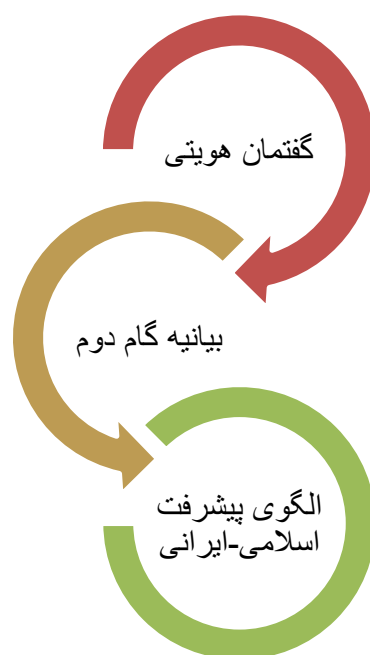 گفتمان هویتی
بیانیه گام دوم
الگوی پیشرفت
اسلامی-ایرانی